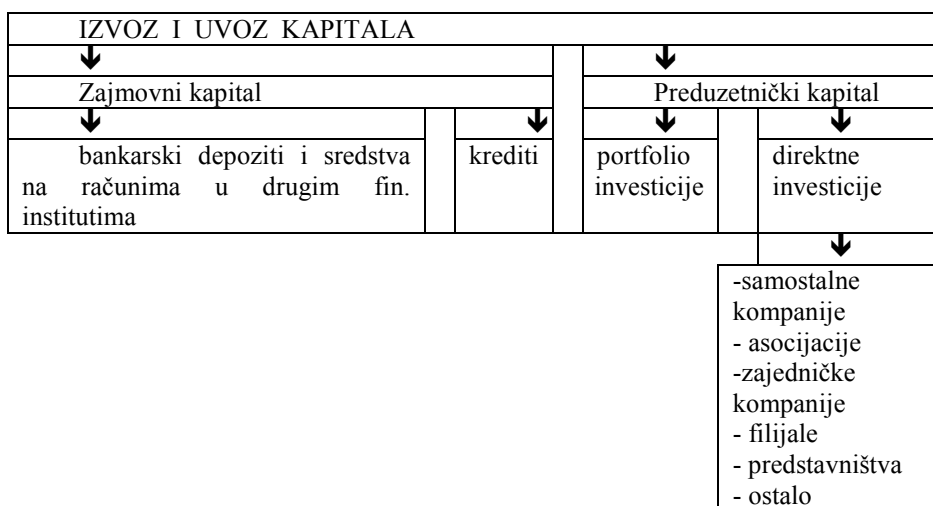 IZVOZ I UVOZ KAPITALA
Zajmovni kapital
Preduzetnički kapital
bankarski depoziti i sredstva
na računima u drugim fin.
institutima
krediti
portfolio
investicije
direktne
investicije
-samostalne
kompanije
- asocijacije
-zajedničke
kompanije
- filijale
- predstavništva
- ostalo